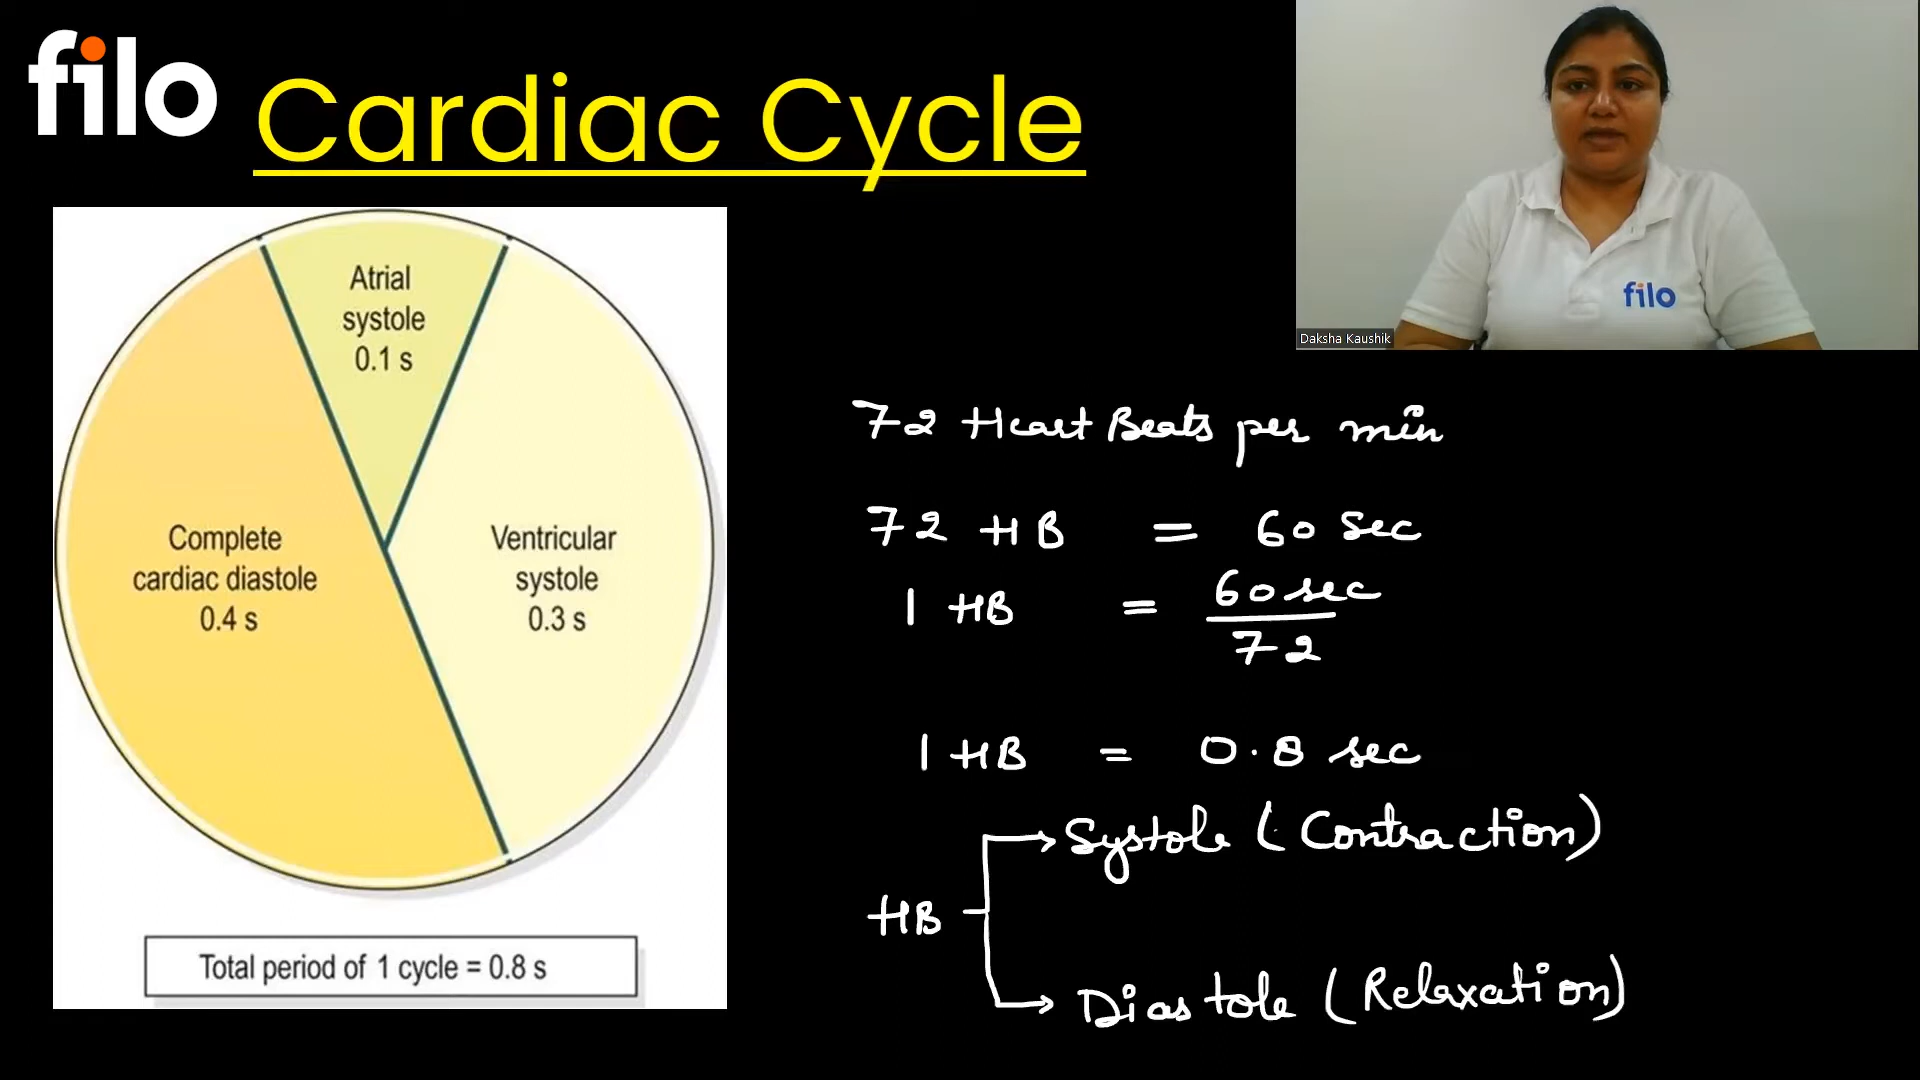 filo
Cardiac Cycle
filo
Daksha Kaushik
Atrial
systole
0.1 s
Complete
cardiac diastole
0.4 s
Ventricular
systole
0.3 s
Total period of 1 cycle = 0.8 s
72 Heart Beats per min
72 HB = 60 sec
1 HB = 60 sec
72
1 HB = 0.8 sec
Systole (Contraction)
HB
Diastole (Relaxation)